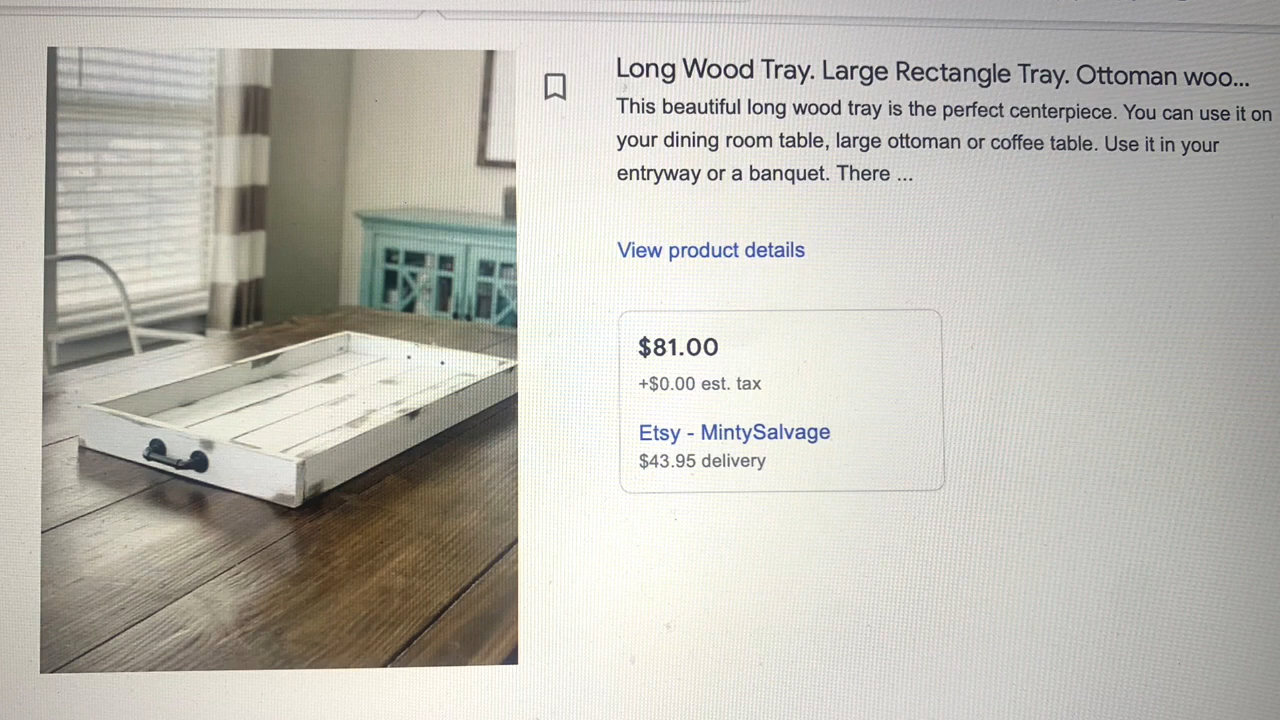 Long Wood Tray. Large Rectangle Tray. Ottoman woo...
This beautiful long wood tray is the perfect centerpiece. You can use it on
your dining room table, large ottoman or coffee table. Use it in your
entryway or a banquet. There ...
View product details
$81.00
+$0.00 est. tax
Etsy - MintySalvage
$43.95 delivery